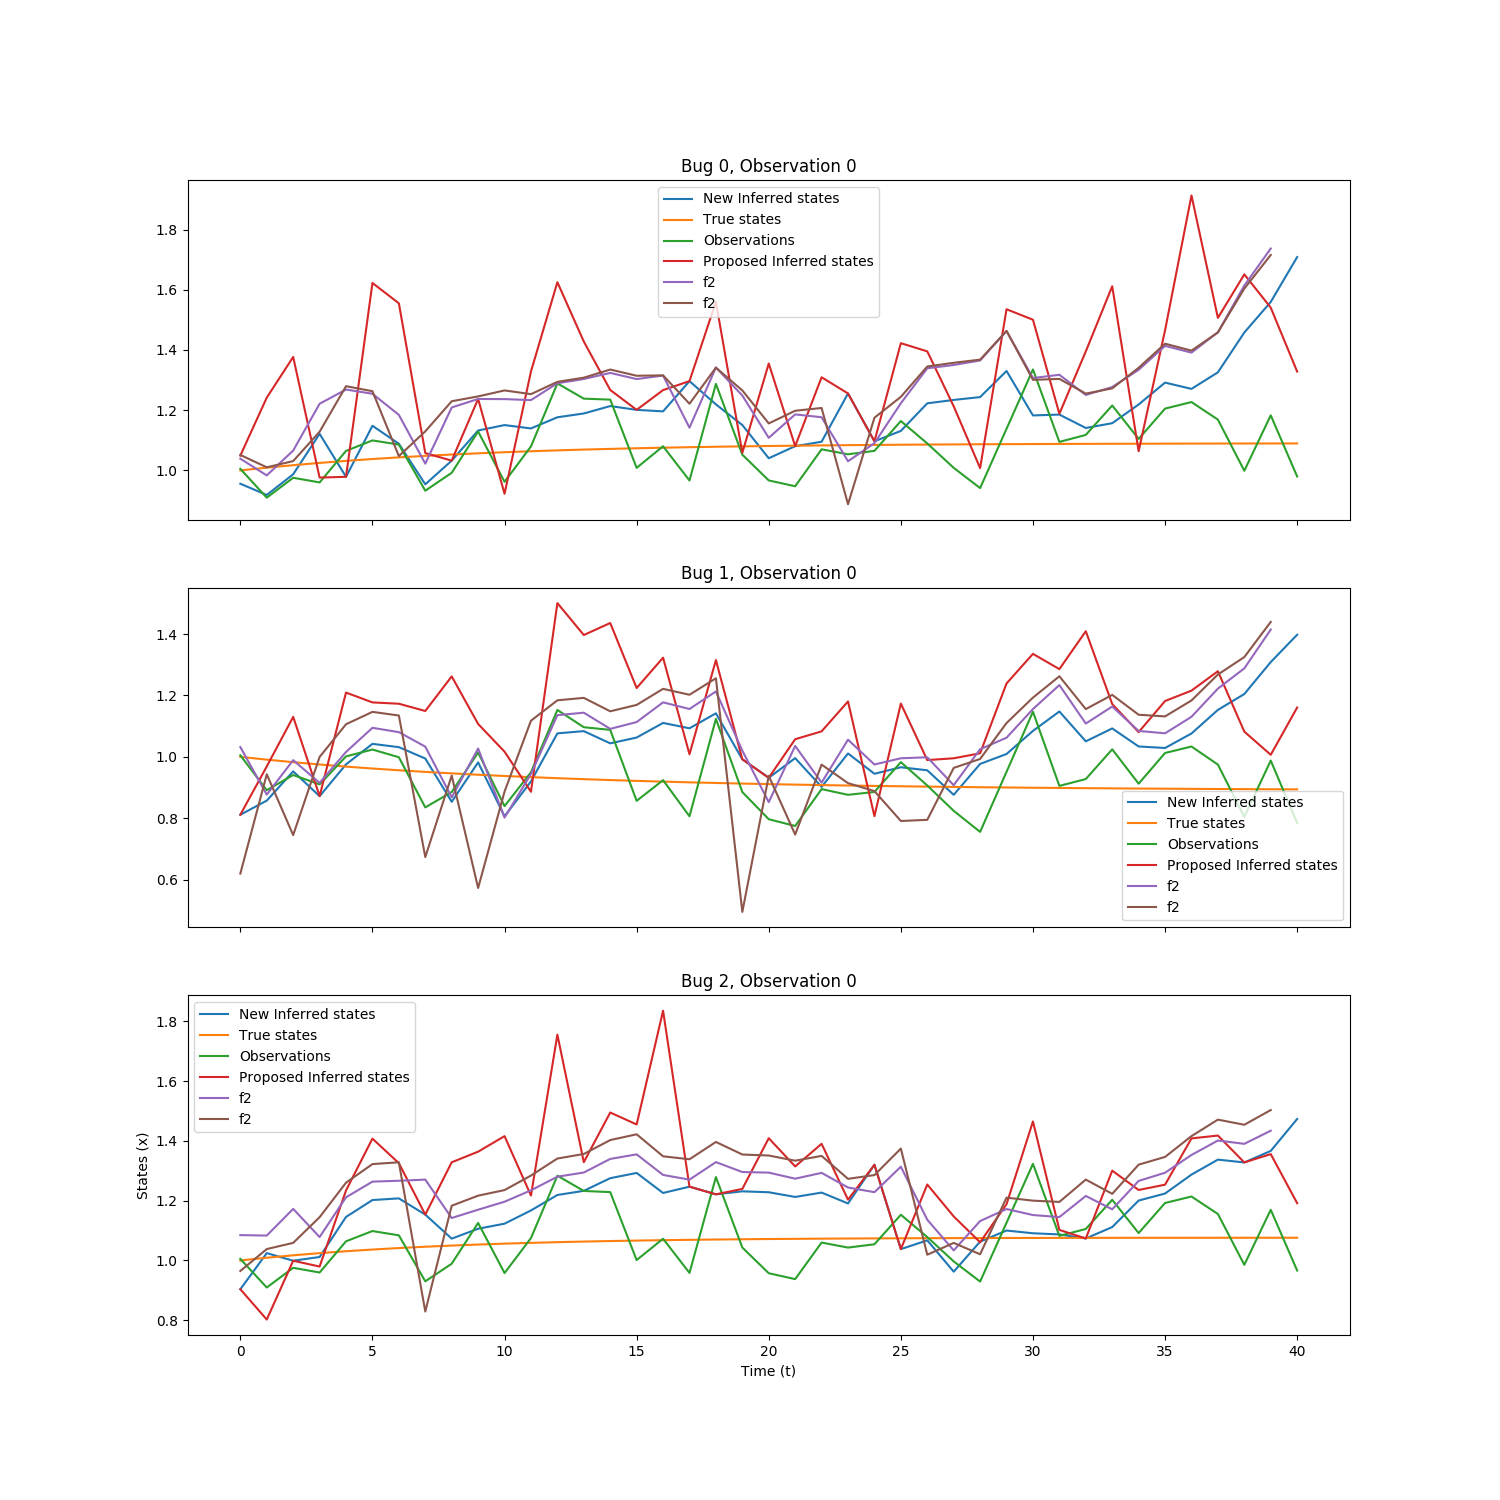 Bug 0, Observation 0
New Inferred states
True states
Observations
Proposed Inferred states
f2
f2
1.8
1.6
1.4
1.2
1.0
Bug 1, Observation 0
1.4
1.2
1.0
0.8
0.6
New Inferred states
True states
Observations
Proposed Inferred states
f2
f2
Bug 2, Observation 0
New Inferred states
True states
Observations
Proposed Inferred states
f2
f2
1.8
1.6
1.4
1.2
1.0
0.8
States (x)
0 5 10 15 20 25 30 35 40
Time (t)